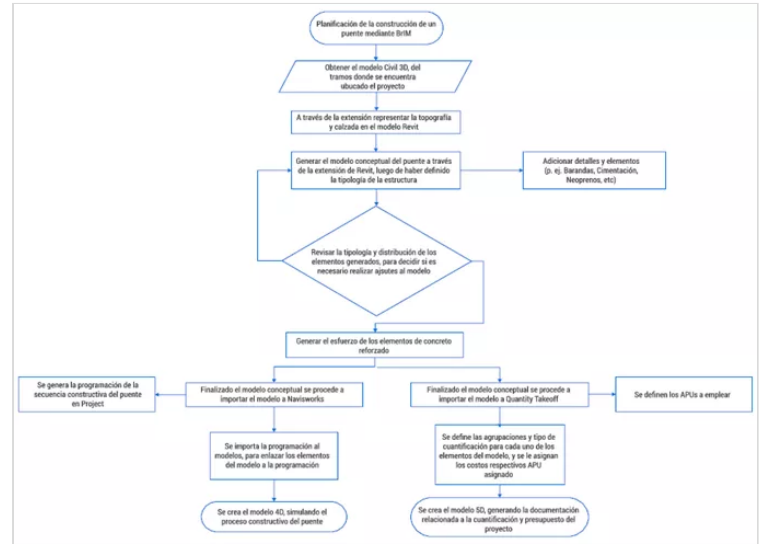 Planificación de la construcción de un
puente mediante BrIM
Obtener el modelo Civil 3D, del
tramos donde se encuentra
ubucado el proyecto
A través de la extensión representar la topografía
y calzada en el modelo Revit
Generar el modelo conceptual del puente a través
de la extensión de Revit, luego de haber definido
la tipología de la estructura
Adicionar detalles y elementos
(p. ej. Barandas, Cimentación,
Neoprenos, etc)
Revisar la tipología y distribución de los
elementos generados, para decidir si es
necesario realizar ajsutes al modelo
Generar el esfuerzo de los elementos de concreto
reforzado
Se genera la programación de la
secuencia constructiva del puente
en Project
Finalizado el modelo conceptual se procede a
importar el modelo a Navisworks
Finalizado el modelo conceptual se procede a
importar el modelo a Quantity Takeoff
Se definen los APUs a emplear
Se importa la programación al
modelos, para enlazar los elementos
del modelo a la programación
Se define las agrupaciones y tipo de
cuantificación para cada uno de los
elementos del modelo, y se le asignan
los costos respectivos APU
asignado
Se crea el modelo 4D, simulando el
proceso constructivo del puente
Se crea el modelo 5D, generando la documentación
relacionada a la cuantificación y presupuesto del
proyecto